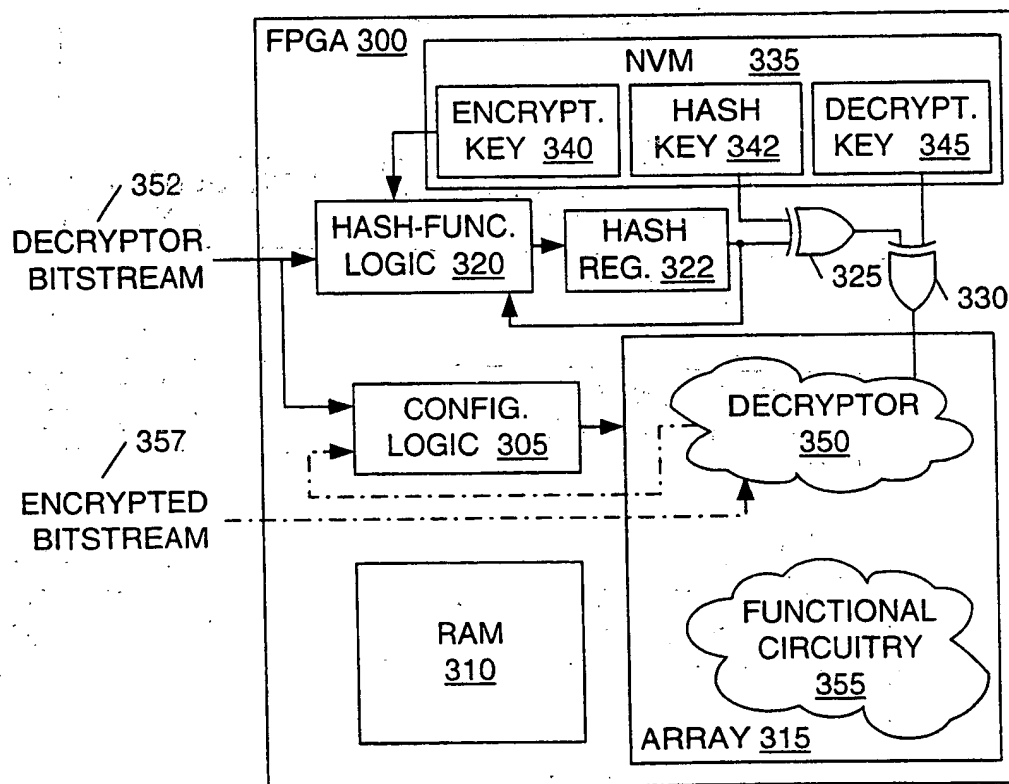 FPGA 300
NVM 335
ENCRYPT.
KEY 340
HASH
KEY 342
DECRYPT.
KEY 345
352
DECRYPTOR
BITSTREAM
HASH-FUNC.
LOGIC 320
HASH
REG. 322
325
330
CONFIG.
LOGIC 305
DECRYPTOR
350
357
ENCRYPTED
BITSTREAM
RAM
310
FUNCTIONAL
CIRCUITRY
355
ARRAY 315